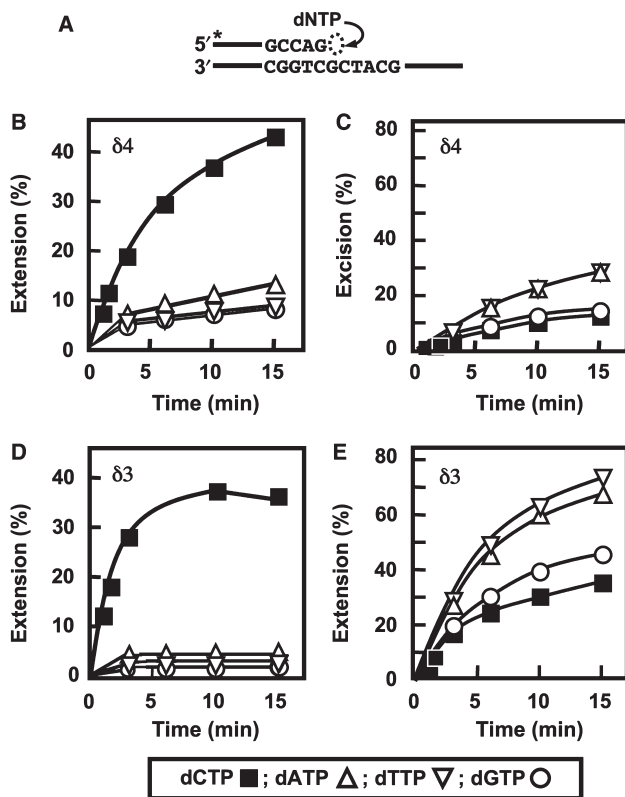 A
dNTP
5′ * GCCAG
3′ CGGTCGCTACG
B
δ4
Extension (%)
40
30
20
10
0
0 5 10 15
Time (min)
C
δ4
Excision (%)
80
60
40
20
0
0 5 10 15
Time (min)
D
δ3
Extension (%)
40
30
20
10
0
0 5 10 15
Time (min)
E
δ3
Extension (%)
80
60
40
20
0
0 5 10 15
Time (min)
dCTP ■ ; dATP △ ; dTTP ▽ ; dGTP ○